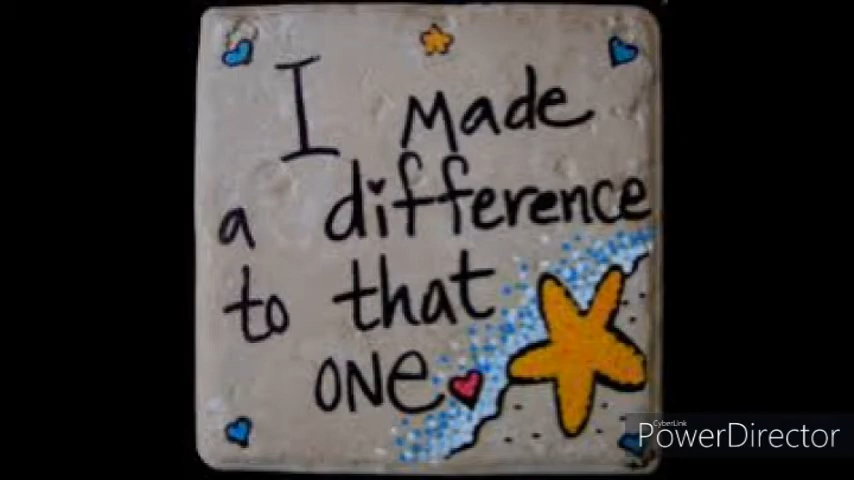 I Made
a difference
to that
ONe
CyberLink
PowerDirector